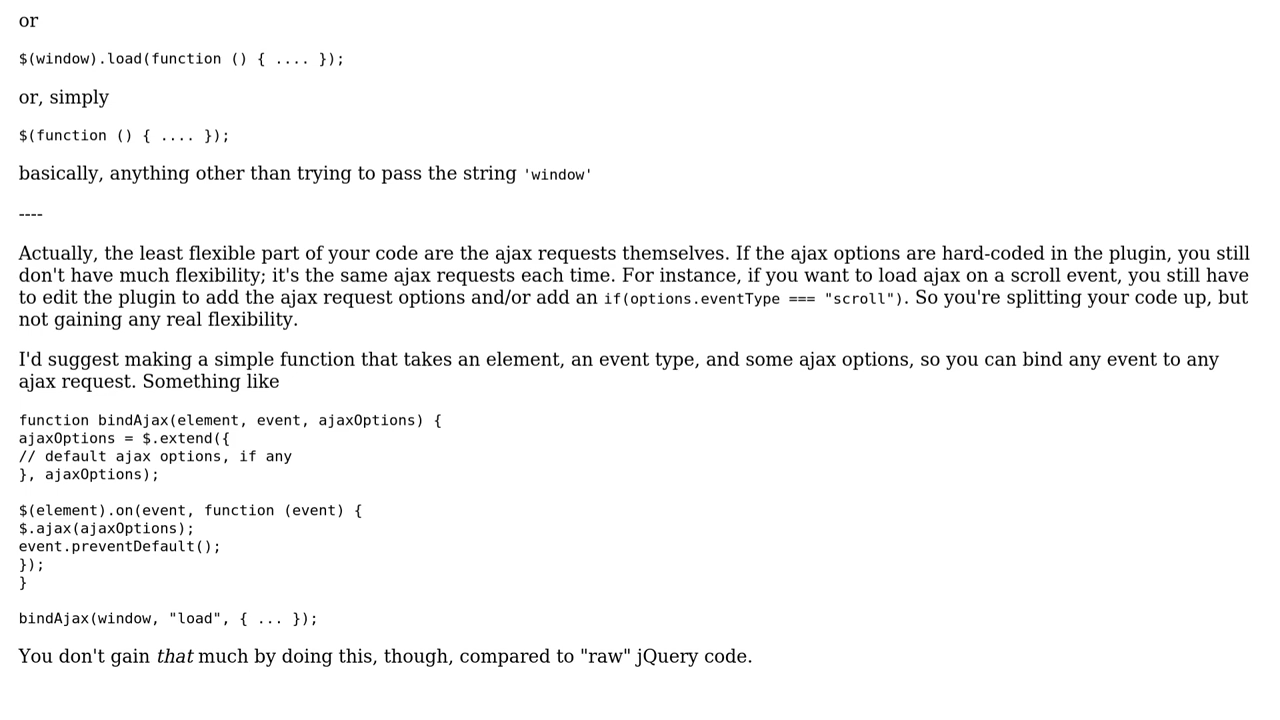 or
$(window).load(function () { .... });
or, simply
$(function () { .... });
basically, anything other than trying to pass the string 'window'
----
Actually, the least flexible part of your code are the ajax requests themselves. If the ajax options are hard-coded in the plugin, you still
don't have much flexibility; it's the same ajax requests each time. For instance, if you want to load ajax on a scroll event, you still have
to edit the plugin to add the ajax request options and/or add an if(options.eventType === "scroll"). So you're splitting your code up, but
not gaining any real flexibility.
I'd suggest making a simple function that takes an element, an event type, and some ajax options, so you can bind any event to any
ajax request. Something like
function bindAjax(element, event, ajaxOptions) {
ajaxOptions = $.extend({
// default ajax options, if any
}, ajaxOptions);
$(element).on(event, function (event) {
$.ajax(ajaxOptions);
event.preventDefault();
});
}
bindAjax(window, "load", { ... });
You don't gain that much by doing this, though, compared to "raw" jQuery code.